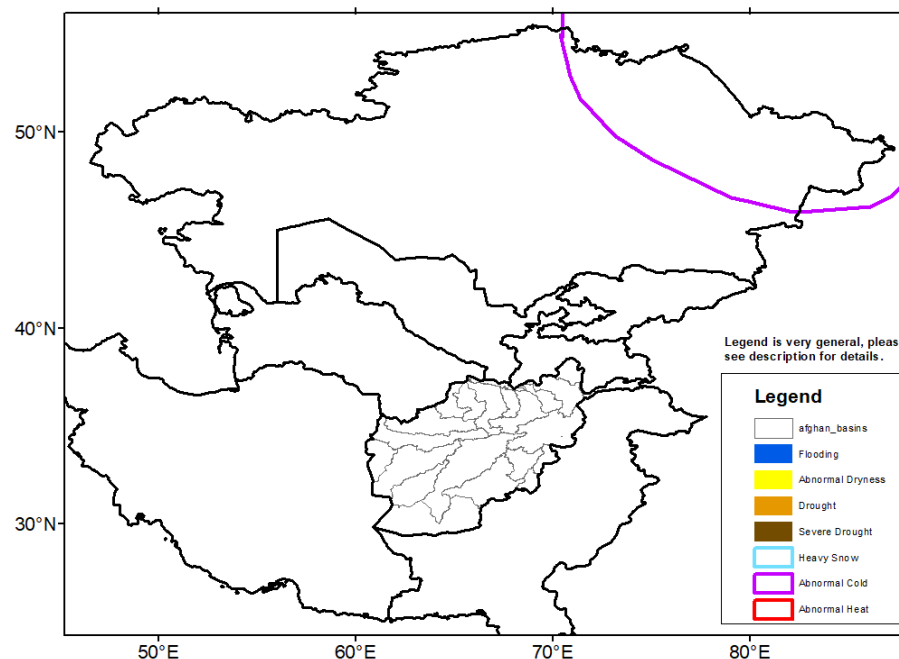 50°N
40°N
30°N
Legend is very general, pleas
see description for details.
Legend
afghan_basins
Flooding
Abnormal Dryness
Drought
Severe Drought
Heavy Snow
Abnormal Cold
Abnormal Heat
50°E
60°E
70°E
80°E